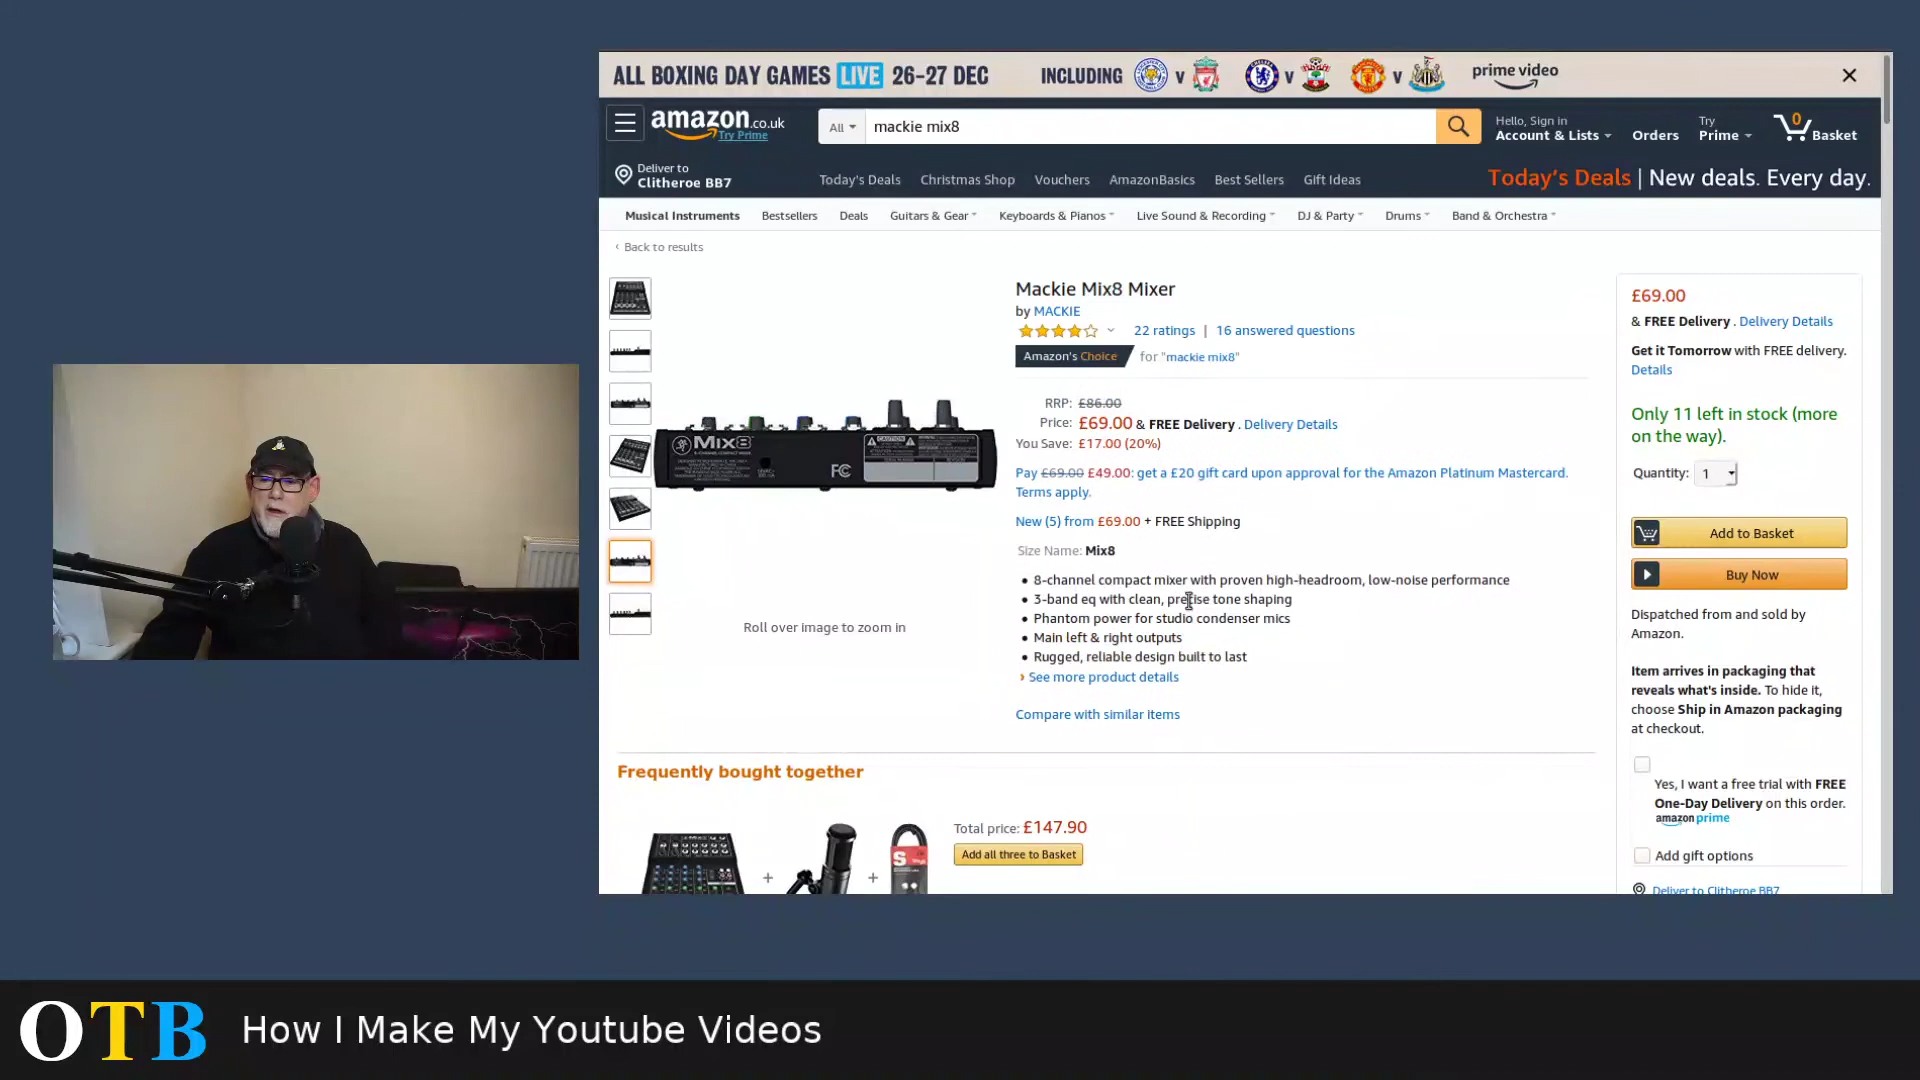 ALL BOXING DAY GAMES LIVE 26-27 DEC INCLUDING v v v prime video
amazon.co.uk
Try Prime
All mackie mix8
Hello, Sign in
Account & Lists
Orders
Try
Prime
0
Basket
Deliver to
Clitheroe BB7
Today's Deals Christmas Shop Vouchers AmazonBasics Best Sellers Gift Ideas
Today's Deals | New deals. Every day.
Musical Instruments Bestsellers Deals Guitars & Gear Keyboards & Pianos Live Sound & Recording DJ & Party Drums Band & Orchestra
‹ Back to results
Mackie Mix8 Mixer
by MACKIE
22 ratings | 16 answered questions
Amazon's Choice for "mackie mix8"
RRP: £86.00
Price: £69.00 & FREE Delivery. Delivery Details
You Save: £17.00 (20%)
Pay £69.00 £49.00: get a £20 gift card upon approval for the Amazon Platinum Mastercard.
Terms apply.
New (5) from £69.00 + FREE Shipping
Size Name: Mix8
• 8-channel compact mixer with proven high-headroom, low-noise performance
• 3-band eq with clean, precise tone shaping
• Phantom power for studio condenser mics
• Main left & right outputs
• Rugged, reliable design built to last
› See more product details
Compare with similar items
MIX8
CAUTION
FC
Roll over image to zoom in
£69.00
& FREE Delivery. Delivery Details
Get it Tomorrow with FREE delivery.
Details
Only 11 left in stock (more
on the way).
Quantity: 1
Add to Basket
Buy Now
Dispatched from and sold by
Amazon.
Item arrives in packaging that
reveals what's inside. To hide it,
choose Ship in Amazon packaging
at checkout.
Yes, I want a free trial with FREE
One-Day Delivery on this order.
amazon prime
Add gift options
Deliver to Clitheroe BB7
Frequently bought together
+ +
S
Total price: £147.90
Add all three to Basket
OTB How I Make My Youtube Videos